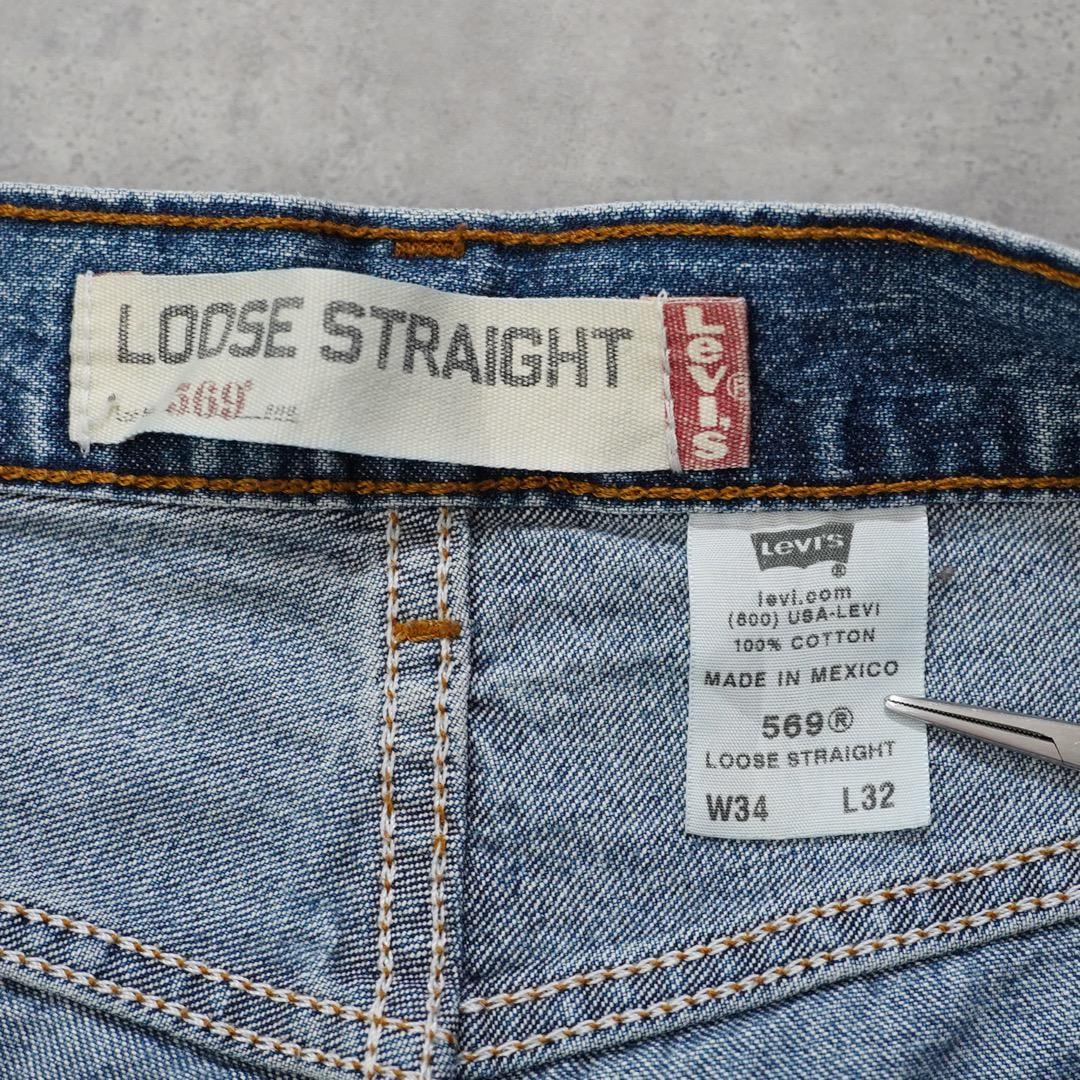 LOOSE STRAIGHT
569
LEVI'S®
Levi's
®
levi.com
(800) USA-LEVI
100% COTTON
MADE IN MEXICO
569®
LOOSE STRAIGHT
W34 L32